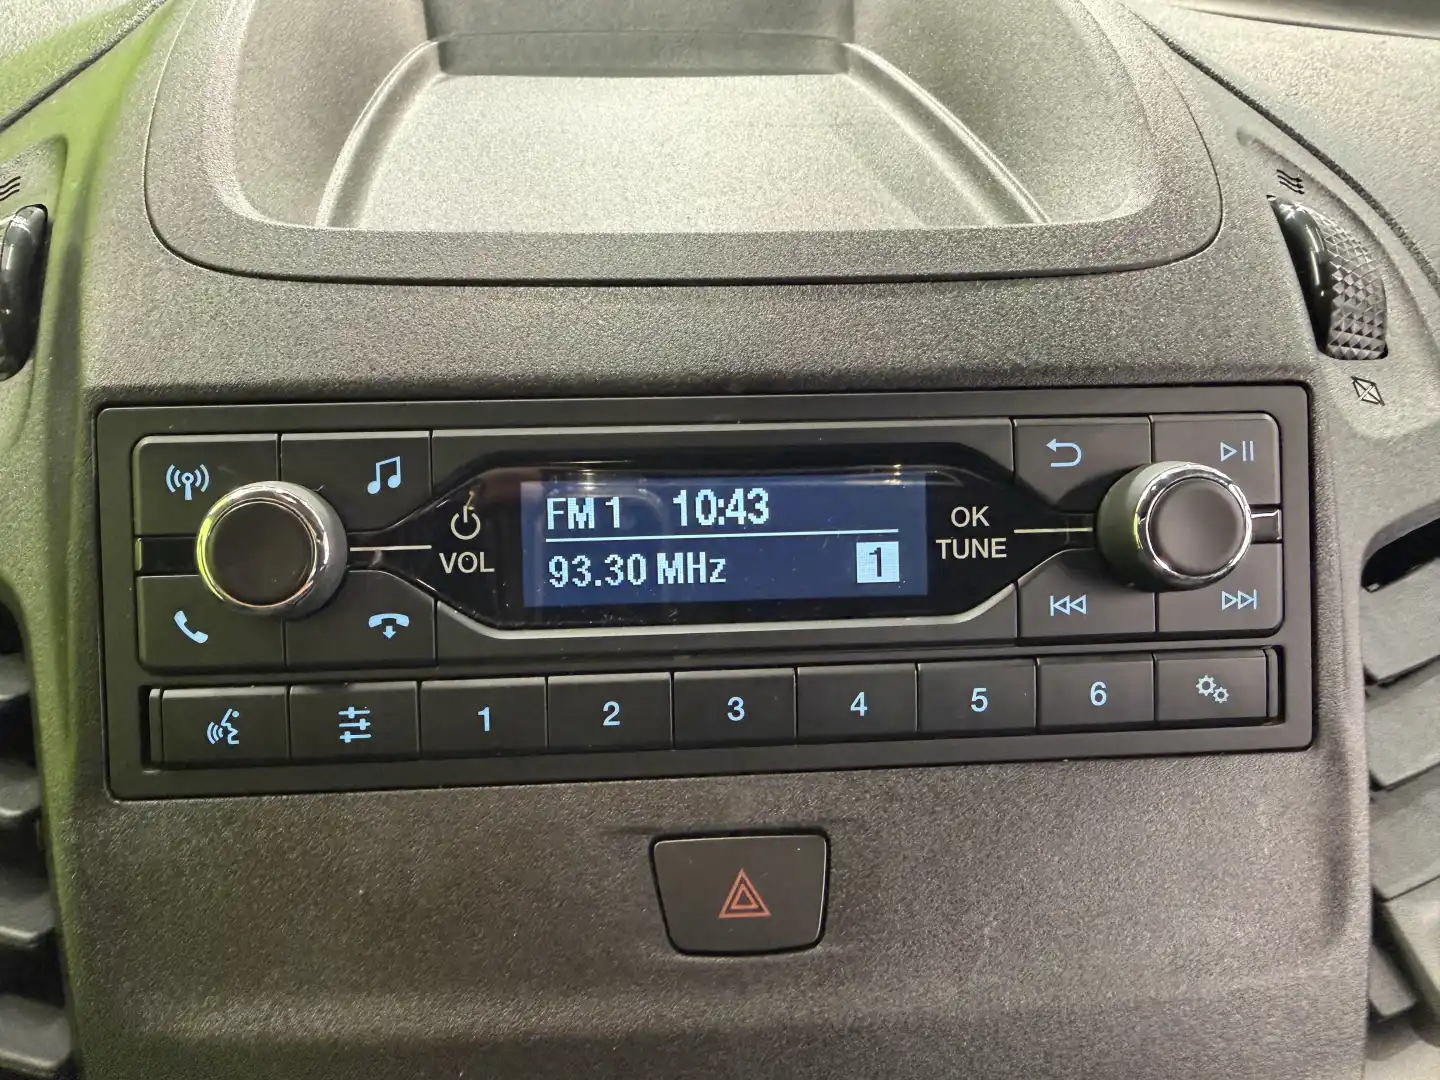 FM 1 10:43
93.30 MHz 1
VOL
OK
TUNE
1 2 3 4 5 6